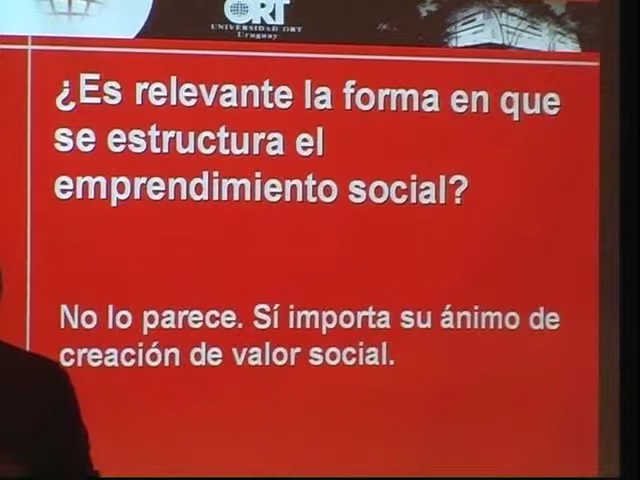 ORT
UNIVERSIDAD ORT
Uruguay
¿Es relevante la forma en que
se estructura el
emprendimiento social?
No lo parece. Sí importa su ánimo de
creación de valor social.